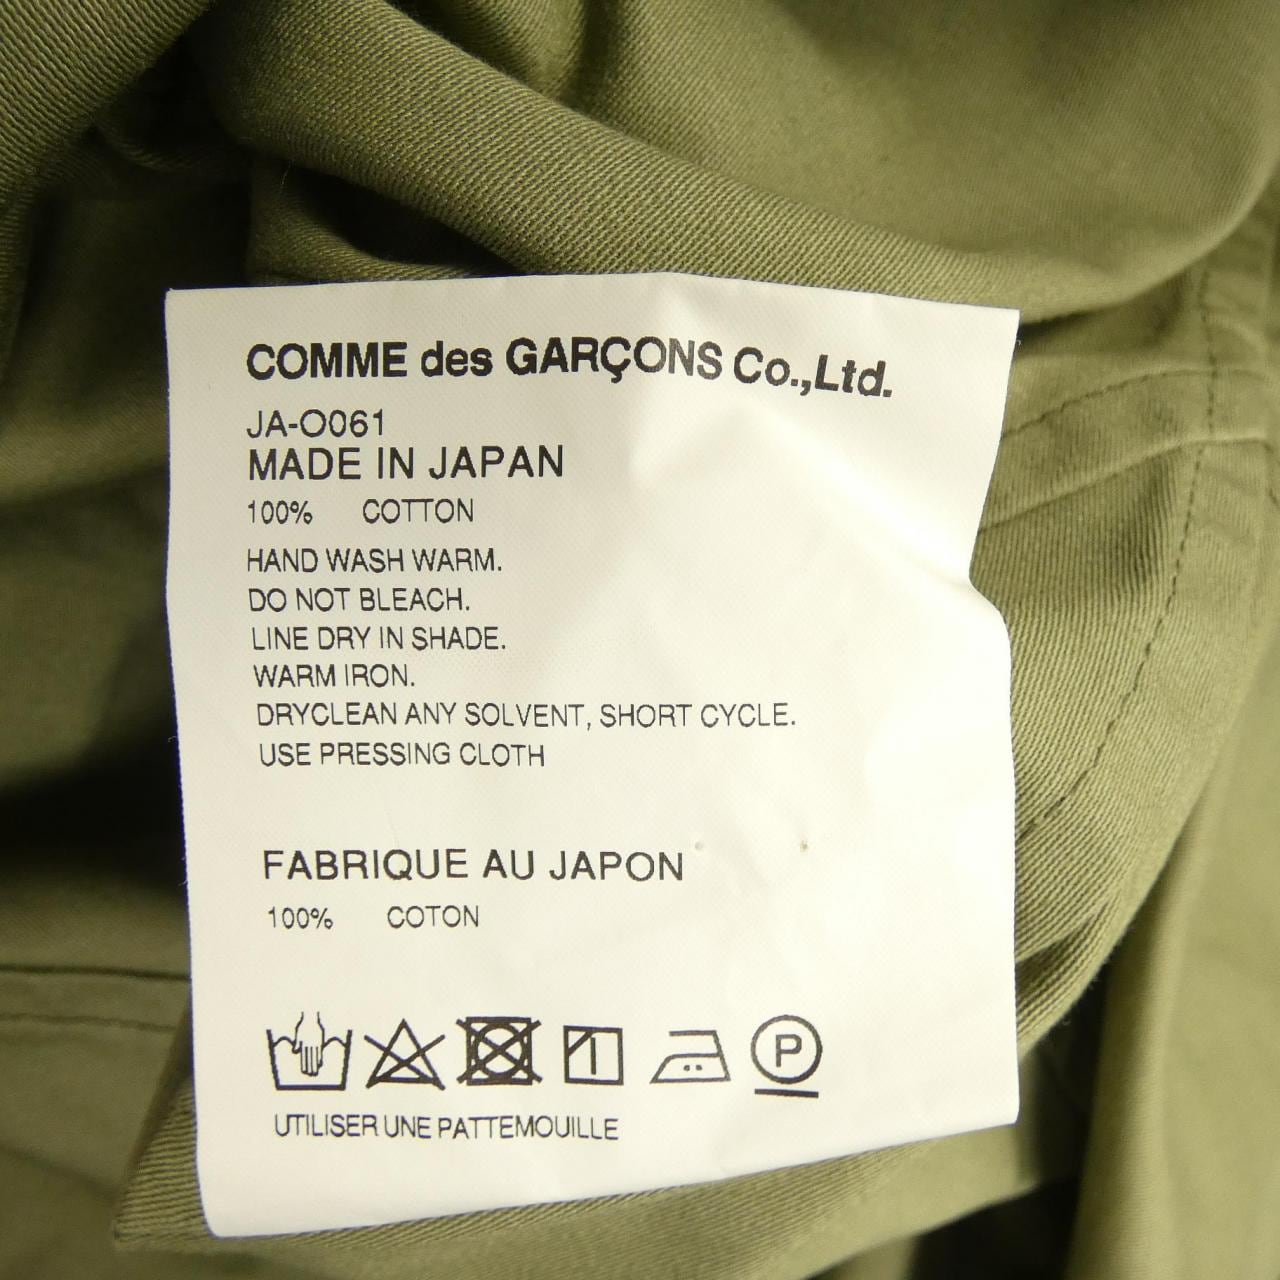 COMME des GARÇONS Co.,Ltd.
JA-O061
MADE IN JAPAN
100% COTTON
HAND WASH WARM.
DO NOT BLEACH.
LINE DRY IN SHADE.
WARM IRON.
DRYCLEAN ANY SOLVENT, SHORT CYCLE.
USE PRESSING CLOTH
FABRIQUE AU JAPON
100% COTON
P
UTILISER UNE PATTEMOUILLE